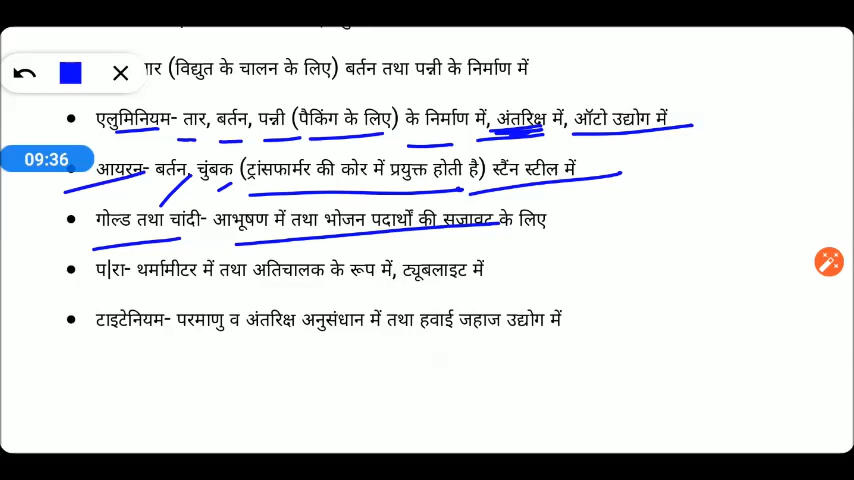 ार (विद्युत के चालन के लिए) बर्तन तथा पन्नी के निर्माण में
एलुमिनियम- तार, बर्तन, पन्नी (पैकिंग के लिए) के निर्माण में, अंतरिक्ष में, ऑटो उद्योग में
09:36
आयरन- बर्तन, चुंबक (ट्रांसफार्मर की कोर में प्रयुक्त होती है) स्टैंन स्टील में
गोल्ड तथा चांदी- आभूषण में तथा भोजन पदार्थों की सजावट के लिए
प|रा- थर्मामीटर में तथा अतिचालक के रूप में, ट्यूबलाइट में
टाइटेनियम- परमाणु व अंतरिक्ष अनुसंधान में तथा हवाई जहाज उद्योग में